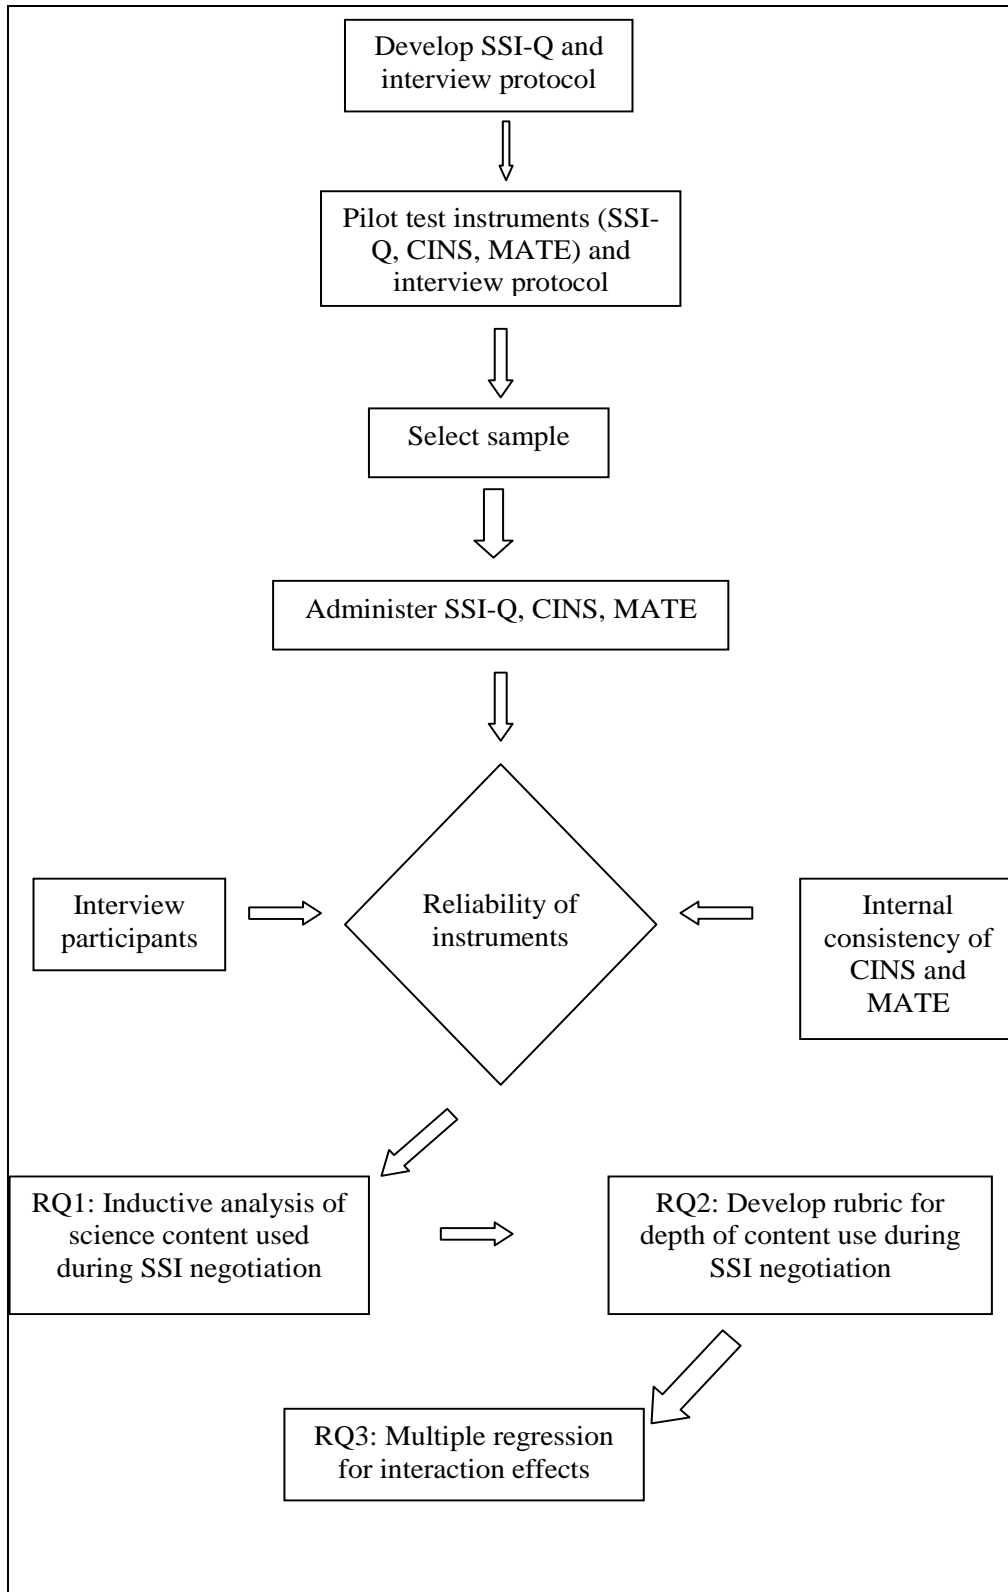 Develop SSI-Q and
interview protocol
Pilot test instruments (SSI-
Q, CINS, MATE) and
interview protocol
Select sample
Administer SSI-Q, CINS, MATE
Interview
participants
Reliability of
instruments
Internal
consistency of
CINS and
MATE
RQ1: Inductive analysis of
science content used
during SSI negotiation
RQ2: Develop rubric for
depth of content use during
SSI negotiation
RQ3: Multiple regression
for interaction effects